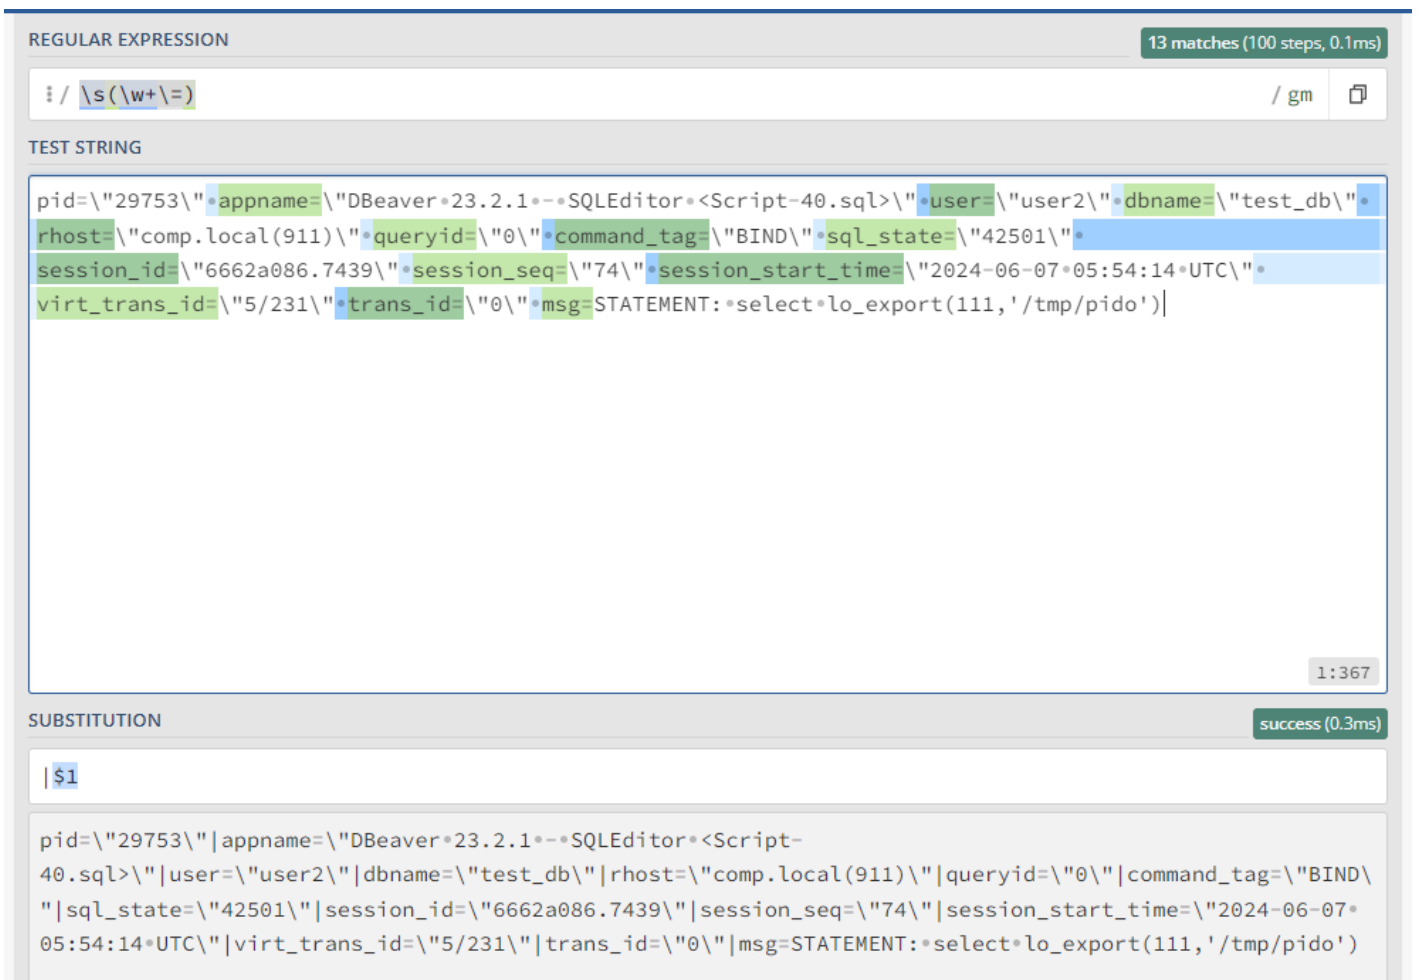 REGULAR EXPRESSION
13 matches (100 steps, 0.1ms)
/ \s(\w+\=) / gm
TEST STRING
pid=\"29753\"•appname=\"DBeaver•23.2.1•-•SQLEditor•<Script-40.sql>\"•user=\"user2\"•dbname=\"test_db\"•
rhost=\"comp.local(911)\"•queryid=\"0\"•command_tag=\"BIND\"•sql_state=\"42501\"•
session_id=\"6662a086.7439\"•session_seq=\"74\"•session_start_time=\"2024-06-07•05:54:14•UTC\"•
virt_trans_id=\"5/231\"•trans_id=\"0\"•msg=STATEMENT:•select•lo_export(111,'/tmp/pido')
1:367
SUBSTITUTION
success (0.3ms)
|$1
pid=\"29753\"|appname=\"DBeaver•23.2.1•-•SQLEditor•<Script-
40.sql>\"|user=\"user2\"|dbname=\"test_db\"|rhost=\"comp.local(911)\"|queryid=\"0\"|command_tag=\"BIND\
"|sql_state=\"42501\"|session_id=\"6662a086.7439\"|session_seq=\"74\"|session_start_time=\"2024-06-07•
05:54:14•UTC\"|virt_trans_id=\"5/231\"|trans_id=\"0\"|msg=STATEMENT:•select•lo_export(111,'/tmp/pido')